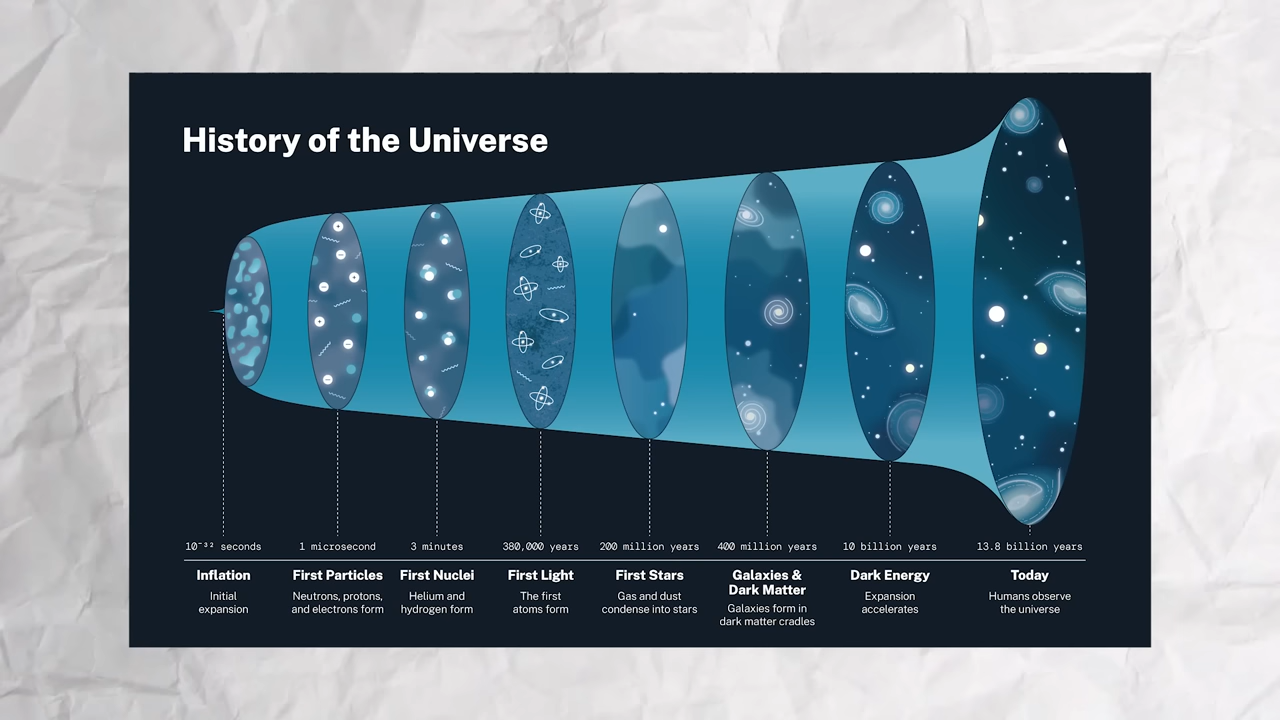 History of the Universe
10⁻³² seconds
1 microsecond
3 minutes
380,000 years
200 million years
400 million years
10 billion years
13.8 billion years
Inflation
Initial
expansion
First Particles
Neutrons, protons,
and electrons form
First Nuclei
Helium and
hydrogen form
First Light
The first
atoms form
First Stars
Gas and dust
condense into stars
Galaxies &
Dark Matter
Galaxies form in
dark matter cradles
Dark Energy
Expansion
accelerates
Today
Humans observe
the universe